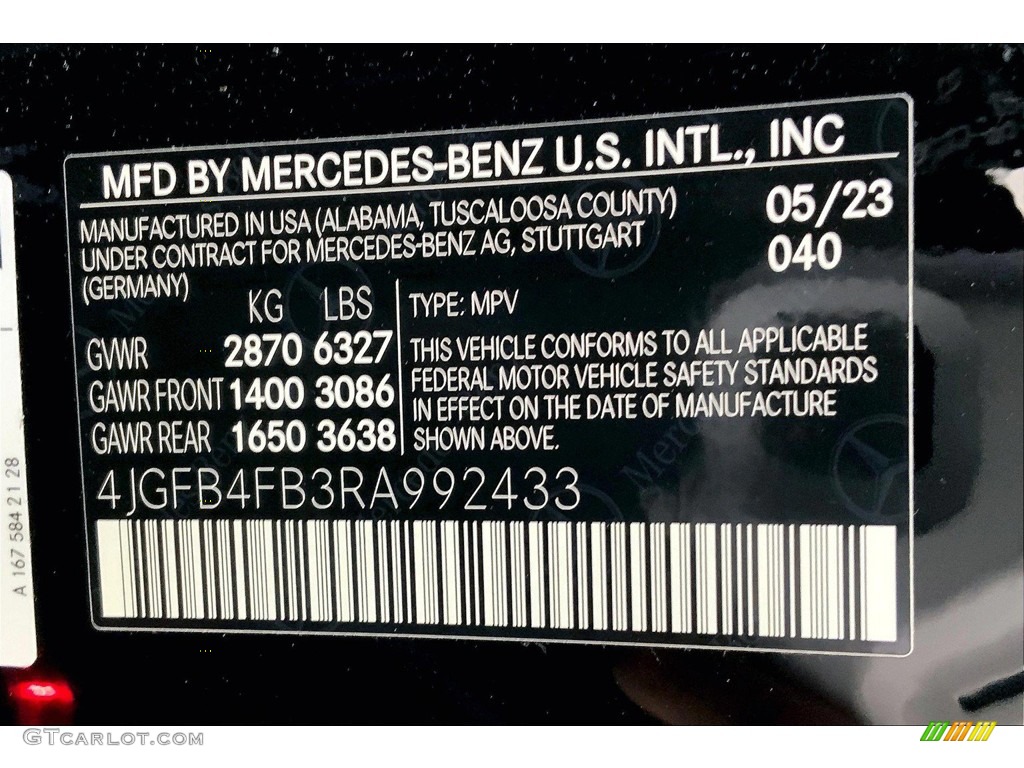 MFD BY MERCEDES-BENZ U.S. INTL., INC
MANUFACTURED IN USA (ALABAMA, TUSCALOOSA COUNTY) 05/23
UNDER CONTRACT FOR MERCEDES-BENZ AG, STUTTGART 040
(GERMANY)
KG LBS TYPE: MPV
GVWR 2870 6327 THIS VEHICLE CONFORMS TO ALL APPLICABLE
GAWR FRONT 1400 3086 FEDERAL MOTOR VEHICLE SAFETY STANDARDS
IN EFFECT ON THE DATE OF MANUFACTURE
GAWR REAR 1650 3638 SHOWN ABOVE.
4JGFB4FB3RA992433
A 167 584 21 28
GTCARLOT.COM